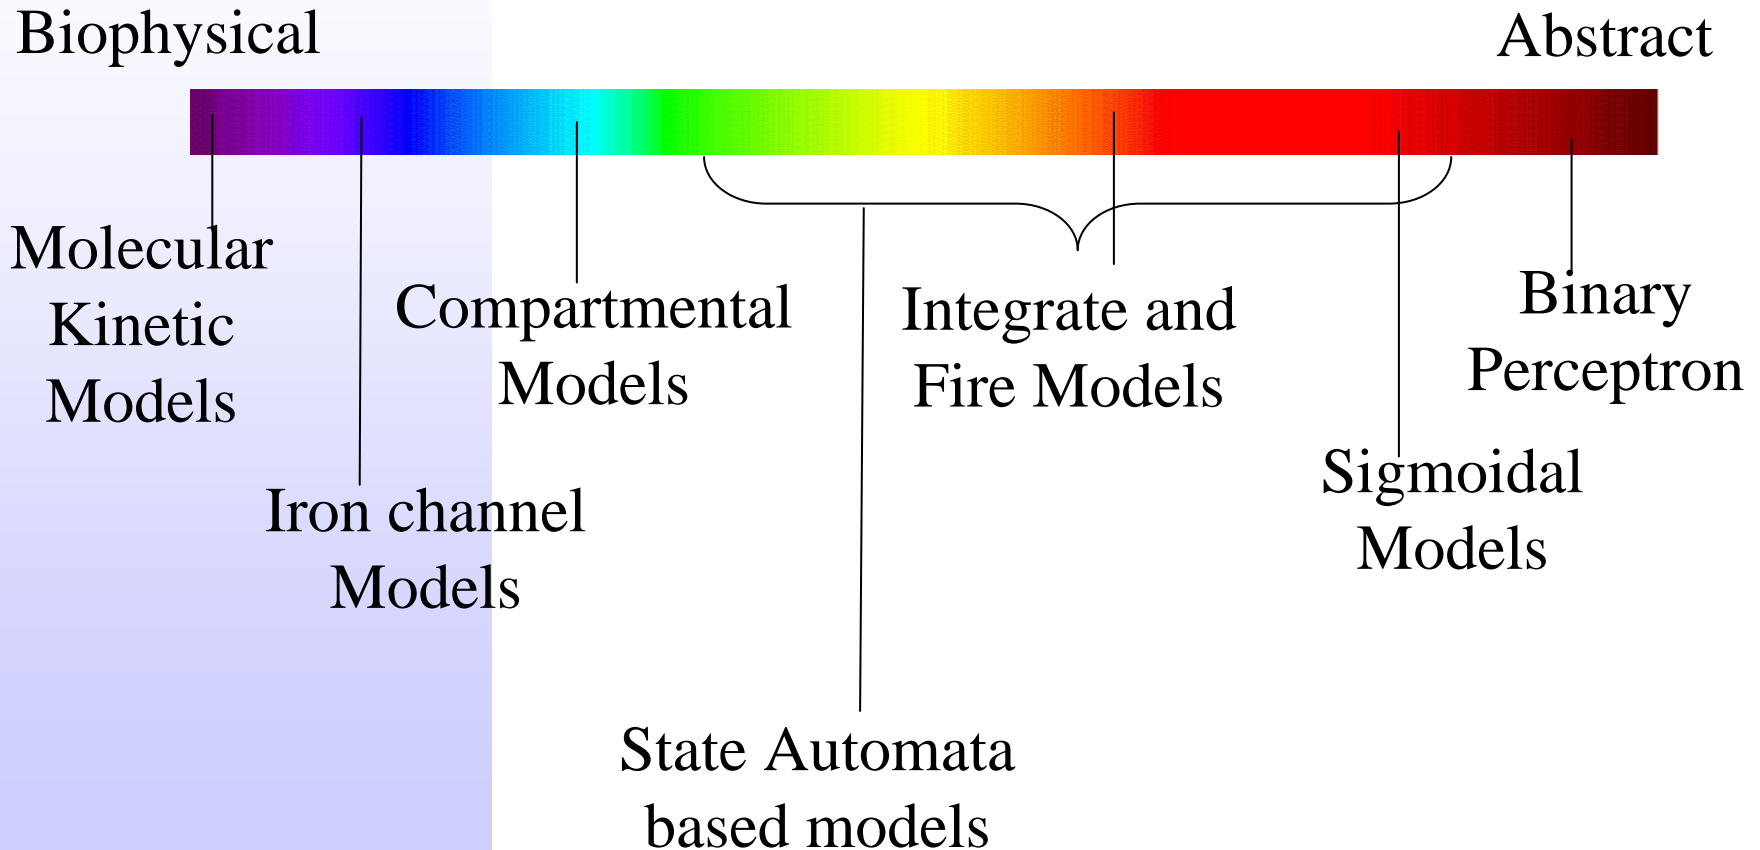 Biophysical
Abstract
Molecular
Kinetic
Models
Compartmental
Models
Integrate and
Fire Models
Binary
Perceptron
Iron channel
Models
Sigmoidal
Models
State Automata
based models